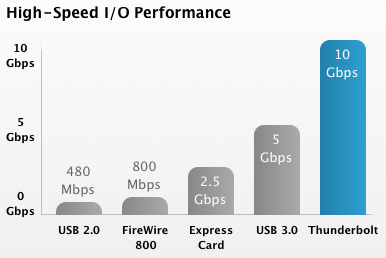 High-Speed I/O Performance
10
Gbps
5
Gbps
0
Gbps
480
Mbps
800
Mbps
2.5
Gbps
5
Gbps
10
Gbps
USB 2.0
FireWire
800
Express
Card
USB 3.0
Thunderbolt